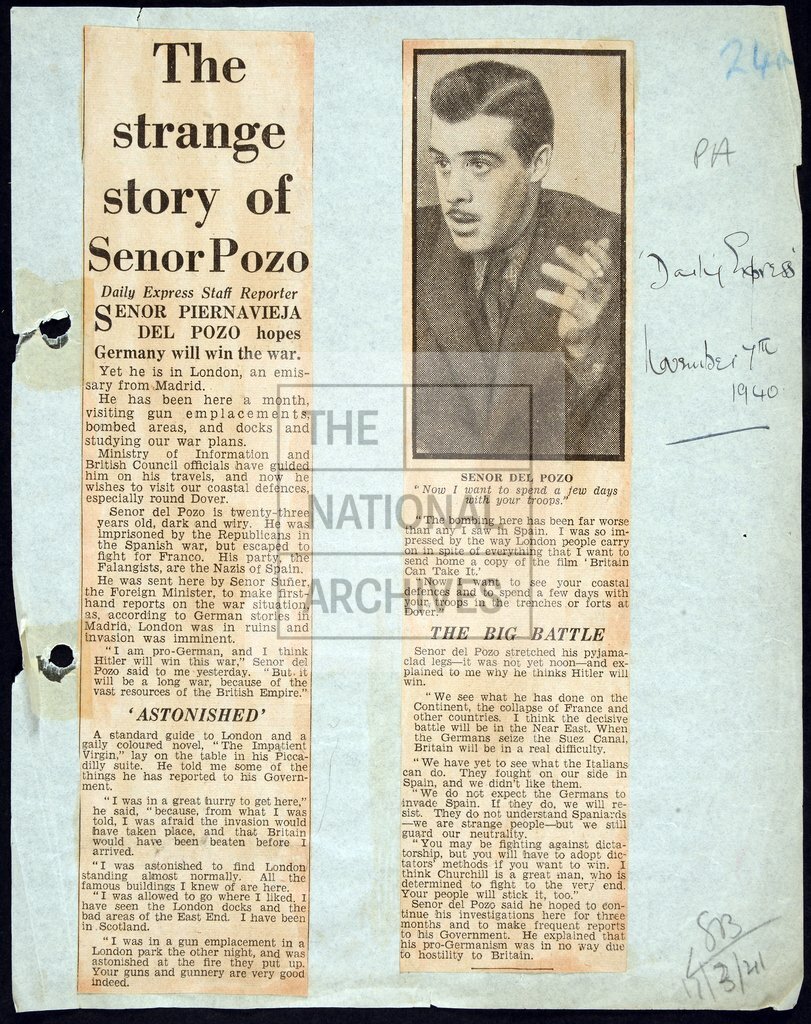 The
strange
story of
Senor Pozo
Daily Express Staff Reporter
SENOR PIERNAVIEJA
DEL POZO hopes
Germany will win the war.
Yet he is in London, an emis-
sary from Madrid.
He has been here a month,
visiting gun emplacements,
bombed areas, and docks and
studying our war plans.
Ministry of Information and
British Council officials have guided
him on his travels, and now he
wishes to visit our coastal defences,
especially round Dover.
Senor del Pozo is twenty-three
years old, dark and wiry. He was
imprisoned by the Republicans in
the Spanish war, but escaped to
fight for Franco. His party, the
Falangists, are the Nazis of Spain.
He was sent here by Senor Suñer,
the Foreign Minister, to make first-
hand reports on the war situation,
as, according to German stories in
Madrid, London was in ruins and
invasion was imminent.
"I am pro-German, and I think
Hitler will win this war," Senor del
Pozo said to me yesterday. "But it
will be a long war, because of the
vast resources of the British Empire."
'ASTONISHED'
A standard guide to London and a
gaily coloured novel, "The Impatient
Virgin," lay on the table in his Picca-
dilly suite. He told me some of the
things he has reported to his Govern-
ment.
"I was in a great hurry to get here,"
he said, "because, from what I was
told, I was afraid the invasion would
have taken place, and that Britain
would have been beaten before I
arrived.
"I was astonished to find London
standing almost normally. All the
famous buildings I knew of are here.
"I was allowed to go where I liked. I
have seen the London docks and the
bad areas of the East End. I have been
in Scotland.
"I was in a gun emplacement in a
London park the other night, and was
astonished at the fire they put up.
Your guns and gunnery are very good
indeed.
SENOR DEL POZO
"Now I want to spend a few days
with your troops."
"The bombing here has been far worse
than any I saw in Spain. I was so im-
pressed by the way London people carry
on in spite of everything that I want to
send home a copy of the film 'Britain
Can Take It.'
"Now I want to see your coastal
defences and to spend a few days with
your troops in the trenches or forts at
Dover."
THE BIG BATTLE
Senor del Pozo stretched his pyjama-
clad legs—it was not yet noon—and ex-
plained to me why he thinks Hitler will
win.
"We see what he has done on the
Continent, the collapse of France and
other countries. I think the decisive
battle will be in the Near East. When
the Germans seize the Suez Canal,
Britain will be in a real difficulty.
"We have yet to see what the Italians
can do. They fought on our side in
Spain, and we didn't like them.
"We do not expect the Germans to
invade Spain. If they do, we will re-
sist. They do not understand Spaniards
—we are strange people—but we still
guard our neutrality.
"You may be fighting against dicta-
torship, but you will have to adopt dic-
tators' methods if you want to win. I
think Churchill is a great man, who is
determined to fight to the very end.
Your people will stick it, too."
Senor del Pozo said he hoped to con-
tinue his investigations here for three
months and to make frequent reports
to his Government. He explained that
his pro-Germanism was in no way due
to hostility to Britain.
24a
PA
'Daily Express'
November 7th
1940
THE
NATIONAL
ARCHIVES